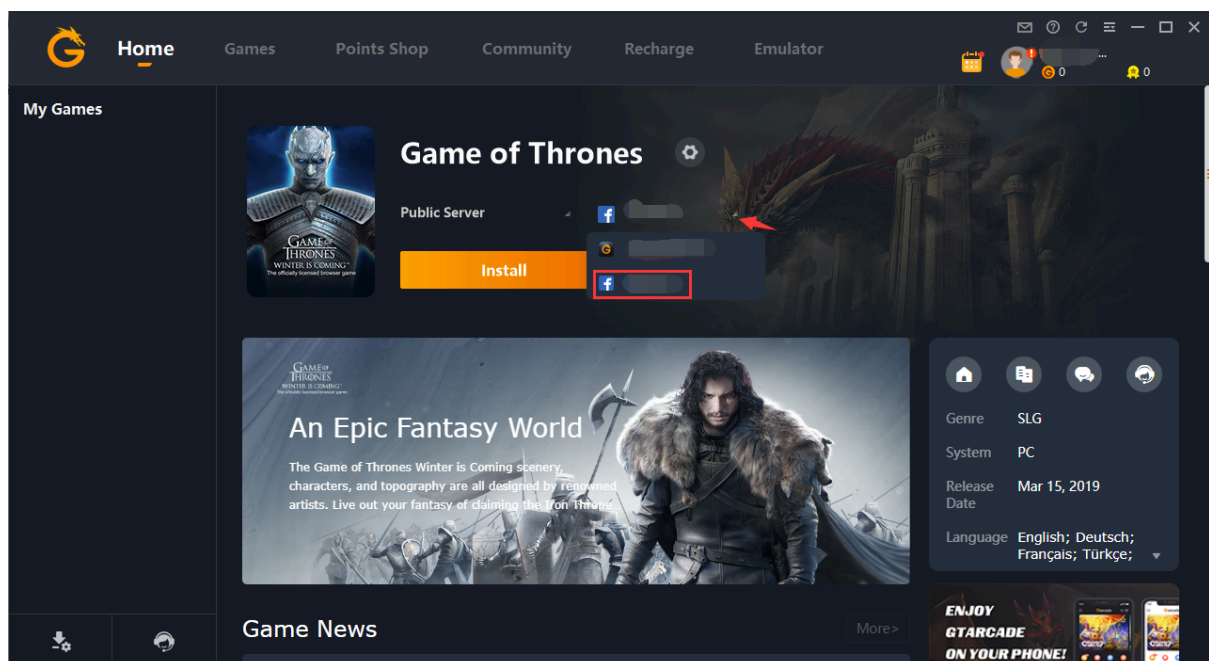 Home
Games
Points Shop
Community
Recharge
Emulator
...
0
0
My Games
Game of Thrones
Public Server
Install
GAME OF
THRONES
WINTER IS COMING™
The officially licensed browser game
GAME OF
THRONES
WINTER IS COMING™
An Epic Fantasy World
The Game of Thrones Winter is Coming scenery,
characters, and topography are all designed by renowned
artists. Live out your fantasy of claiming the Iron Throne...
Genre SLG
System PC
Release Date Mar 15, 2019
Language English; Deutsch;
Français; Türkçe;
Game News
More>
ENJOY
GTARCADE
ON YOUR PHONE!